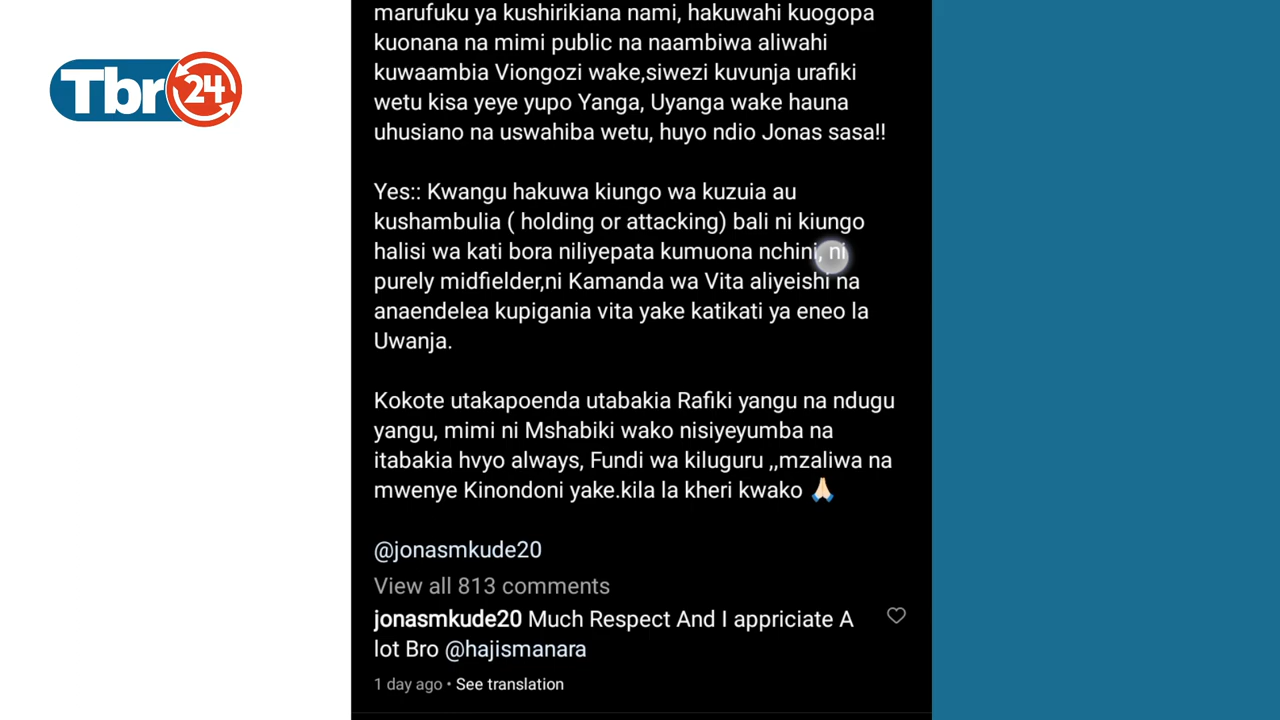 Tbr 24
marufuku ya kushirikiana nami, hakuwahi kuogopa
kuonana na mimi public na naambiwa aliwahi
kuwaambia Viongozi wake,siwezi kuvunja urafiki
wetu kisa yeye yupo Yanga, Uyanga wake hauna
uhusiano na uswahiba wetu, huyo ndio Jonas sasa!!
Yes:: Kwangu hakuwa kiungo wa kuzuia au
kushambulia ( holding or attacking) bali ni kiungo
halisi wa kati bora niliyepata kumuona nchini, ni
purely midfielder,ni Kamanda wa Vita aliyeishi na
anaendelea kupigania vita yake katikati ya eneo la
Uwanja.
Kokote utakapoenda utabakia Rafiki yangu na ndugu
yangu, mimi ni Mshabiki wako nisiyeyumba na
itabakia hvyo always, Fundi wa kiluguru ,,mzaliwa na
mwenye Kinondoni yake.kila la kheri kwako 🙏🏻
@jonasmkude20
View all 813 comments
jonasmkude20 Much Respect And I appriciate A
lot Bro @hajismanara
1 day ago • See translation